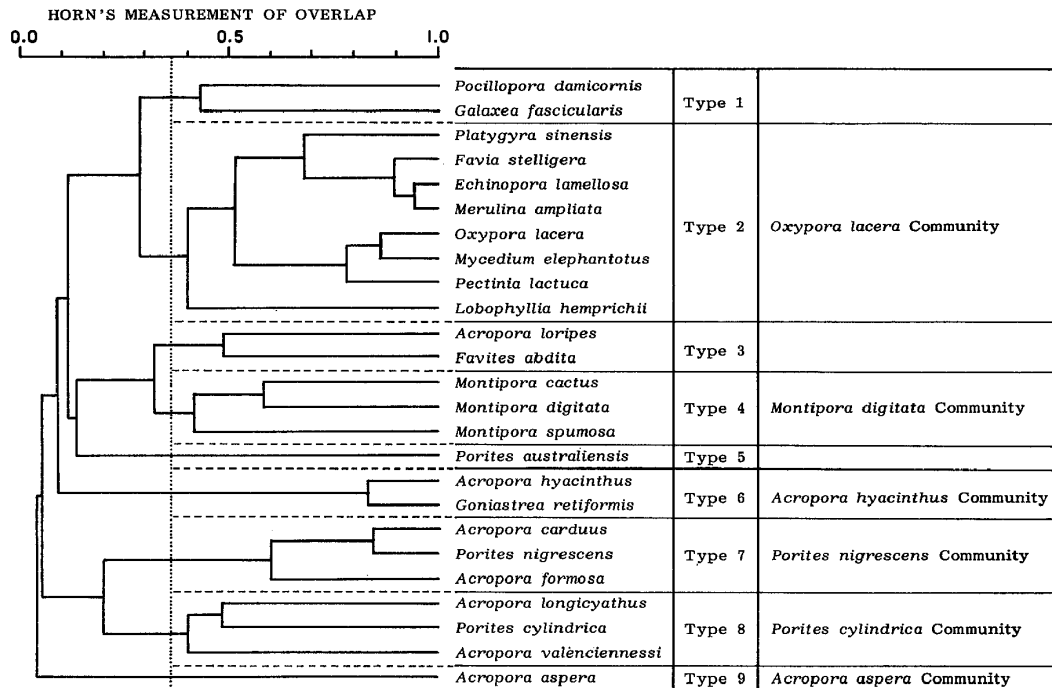 HORN'S MEASUREMENT OF OVERLAP
0.0 0.5 1.0
Pocillopora damicornis
Type 1
Galaxea fascicularis
Platygyra sinensis
Favia stelligera
Echinopora lamellosa
Merulina ampliata
Type 2 Oxypora lacera Community
Oxypora lacera
Mycedium elephantotus
Pectinia lactuca
Lobophyllia hemprichii
Acropora loripes
Type 3
Favites abdita
Montipora cactus
Montipora digitata Type 4 Montipora digitata Community
Montipora spumosa
Porites australiensis Type 5
Acropora hyacinthus
Type 6 Acropora hyacinthus Community
Goniastrea retiformis
Acropora carduus
Porites nigrescens Type 7 Porites nigrescens Community
Acropora formosa
Acropora longicyathus
Porites cylindrica Type 8 Porites cylindrica Community
Acropora valènciennessi
Acropora aspera Type 9 Acropora aspera Community